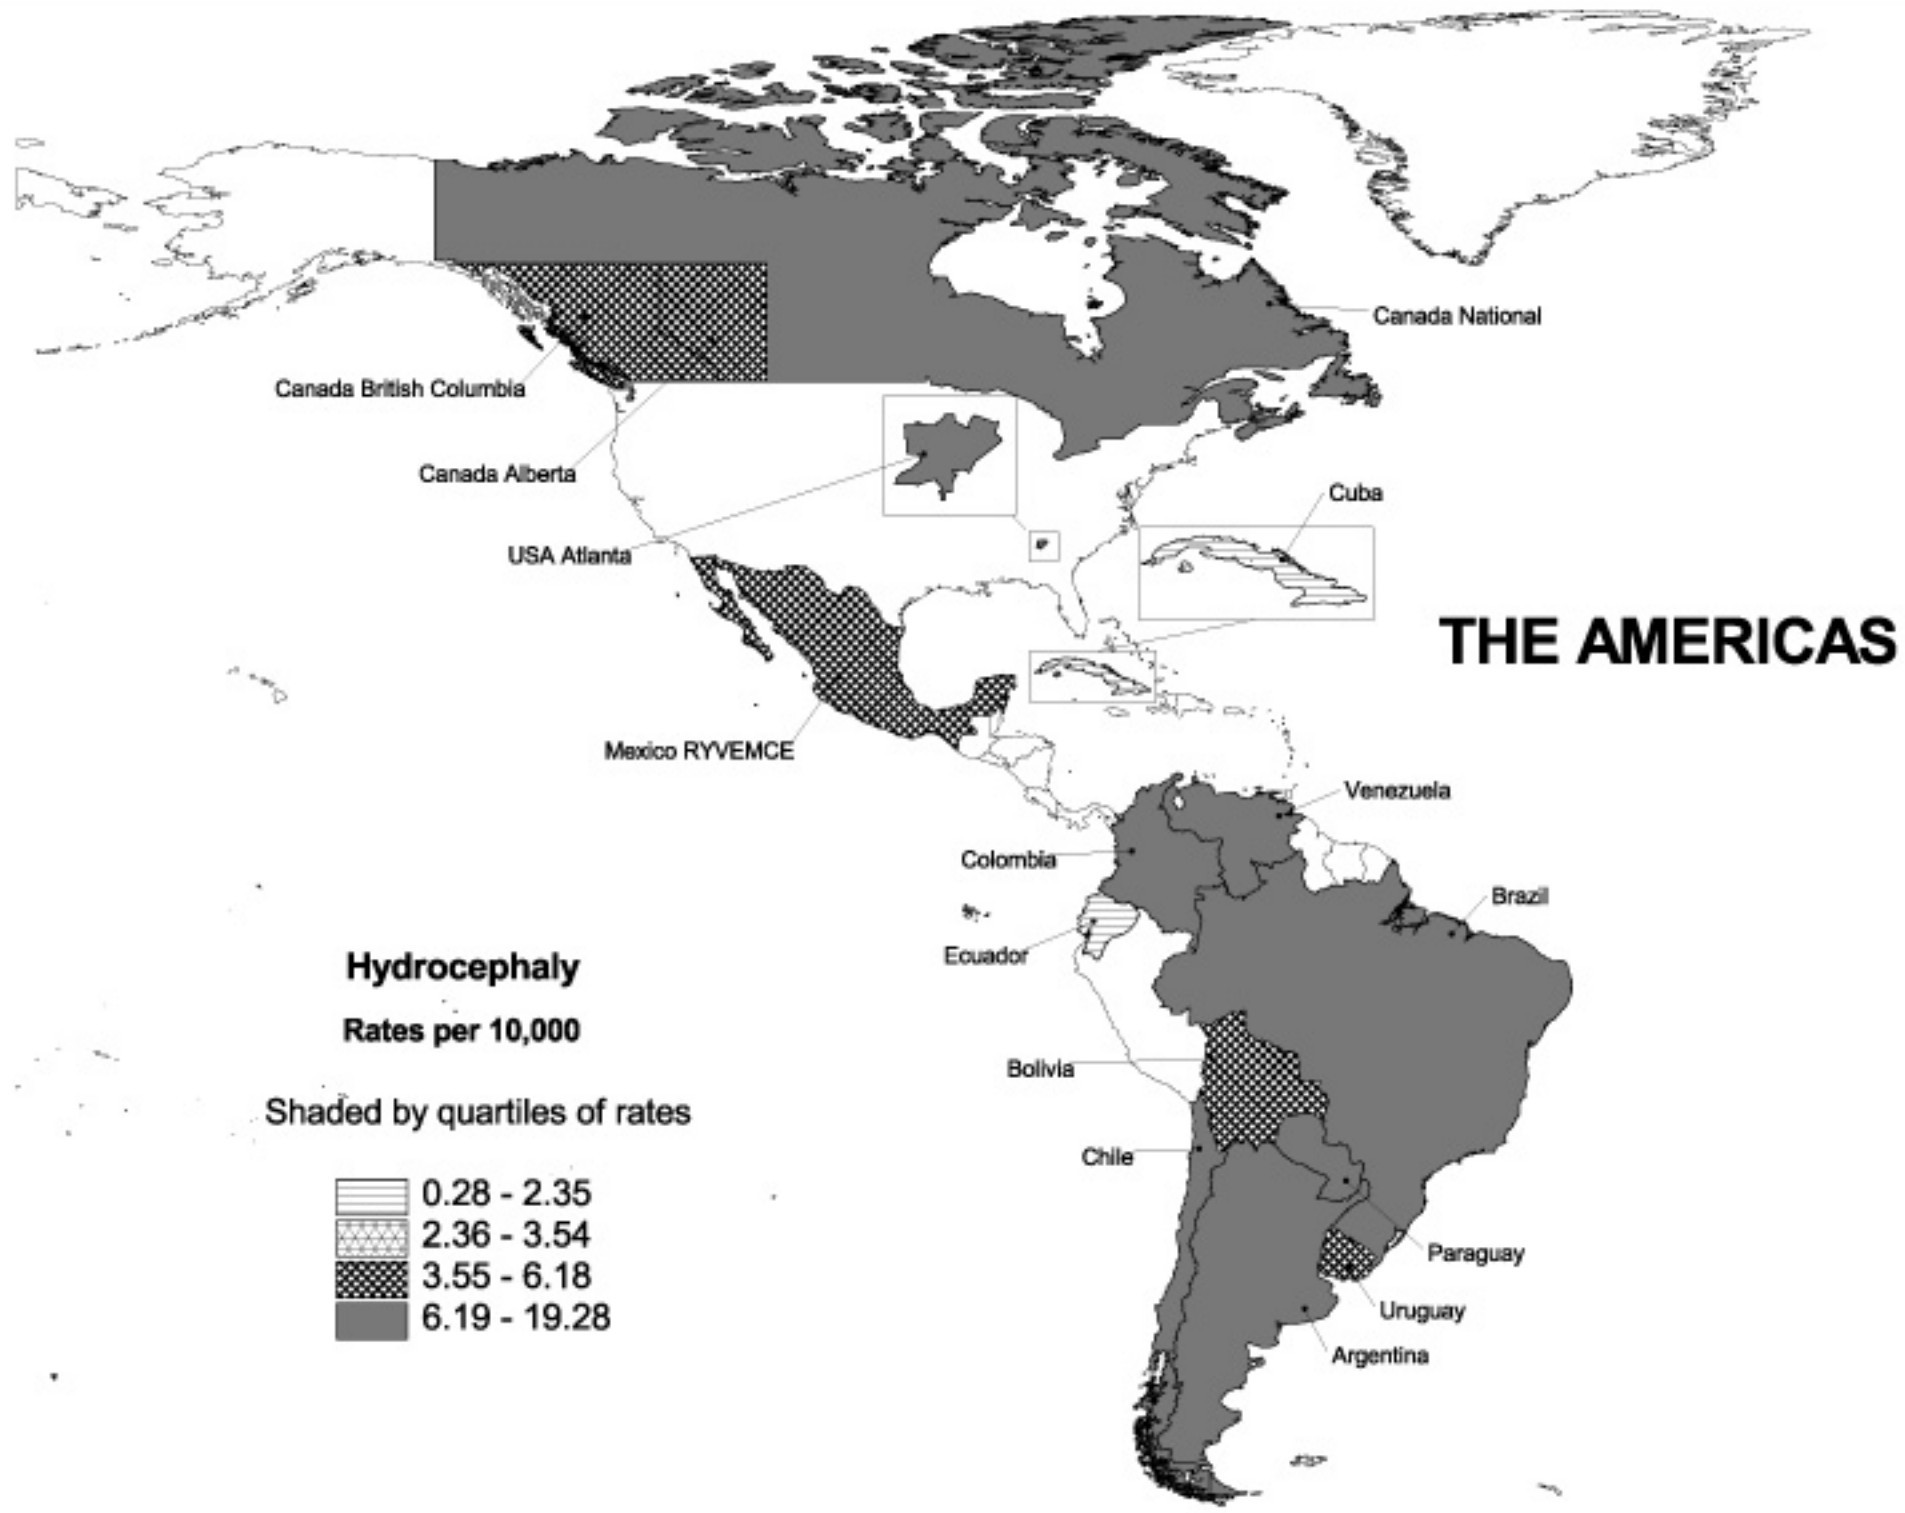 Canada National
Canada British Columbia
Canada Alberta
Cuba
USA Atlanta
THE AMERICAS
Mexico RYVEMCE
Venezuela
Colombia
Brazil
Ecuador
Hydrocephaly
Rates per 10,000
Bolivia
Shaded by quartiles of rates
Chile
0.28 - 2.35
2.36 - 3.54
3.55 - 6.18
6.19 - 19.28
Paraguay
Uruguay
Argentina